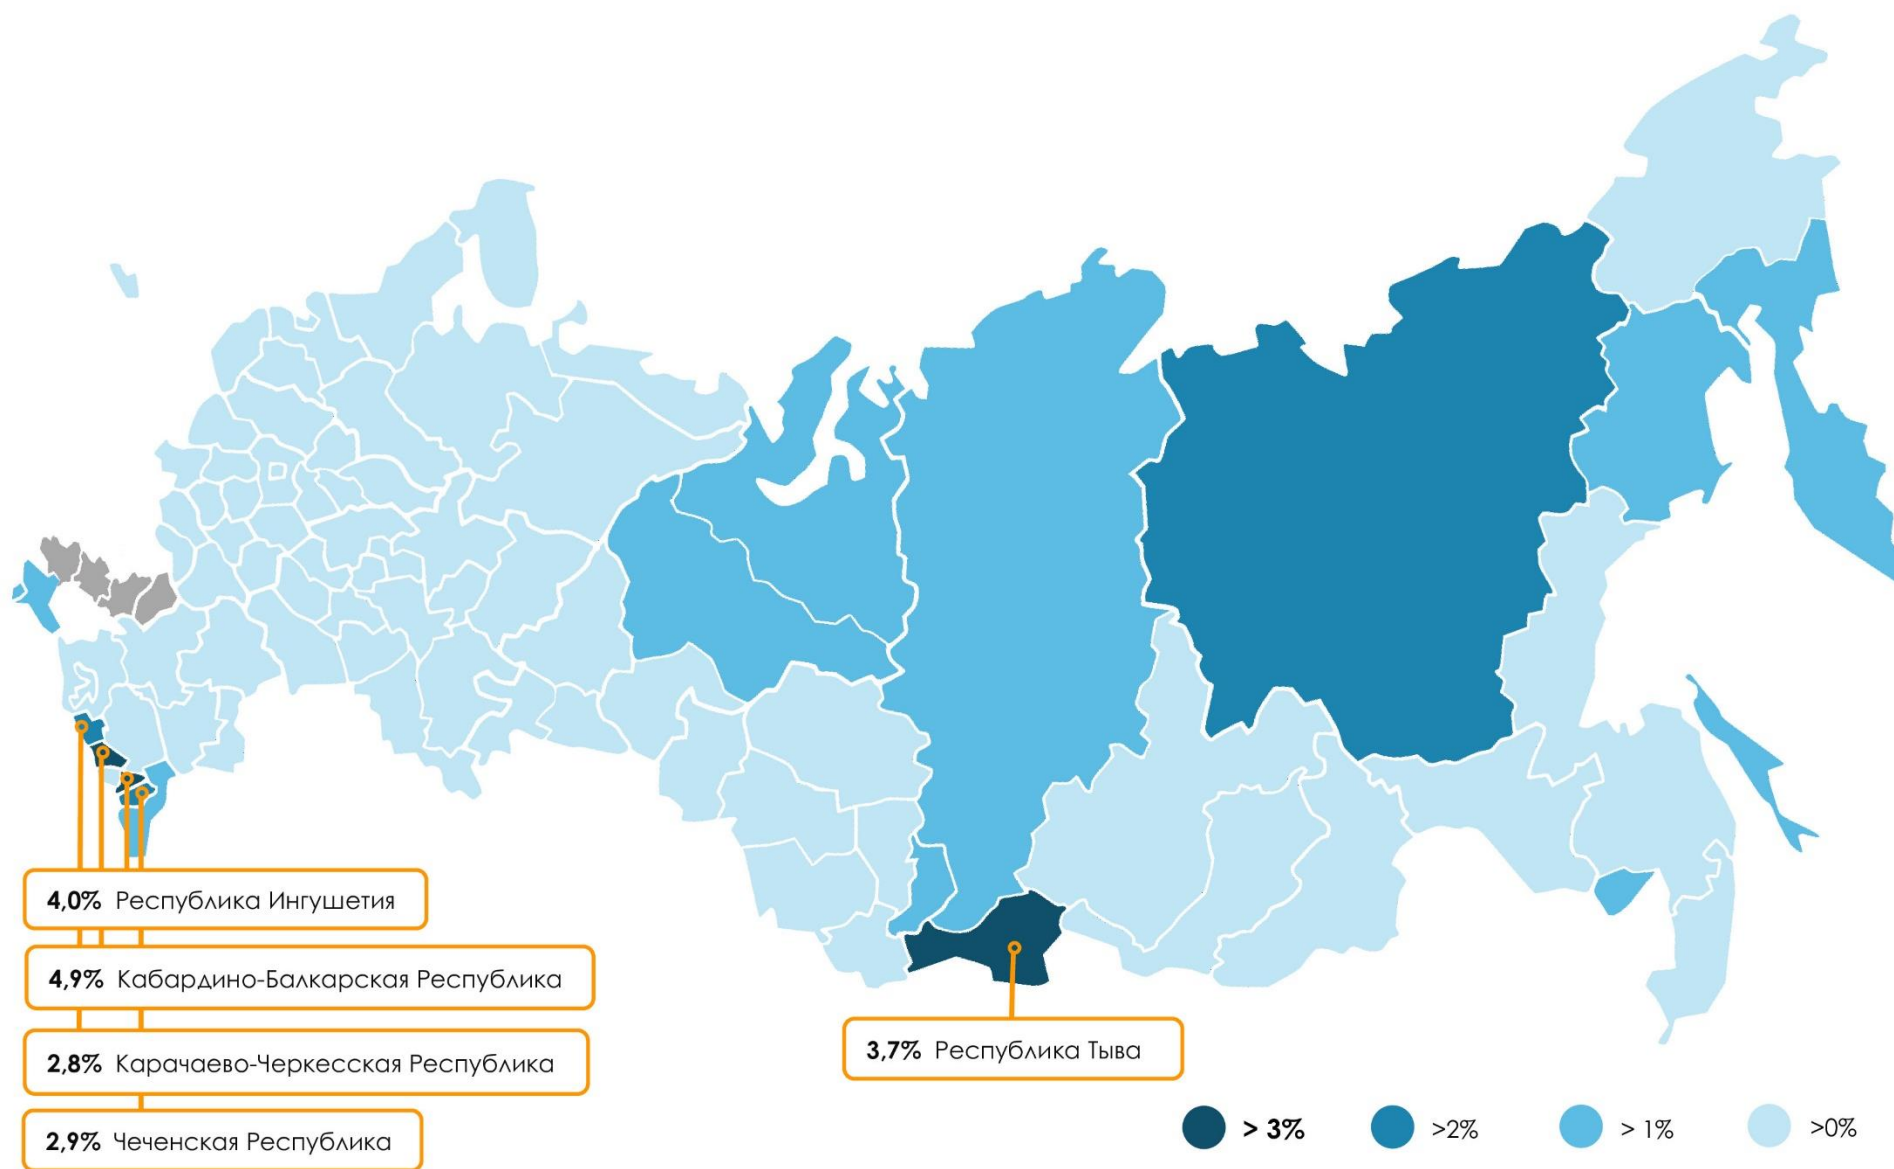 4,0% Республика Ингушетия
4,9% Кабардино-Балкарская Республика
2,8% Карачаево-Черкесская Республика
2,9% Чеченская Республика
3,7% Республика Тыва
> 3%
>2%
> 1%
>0%